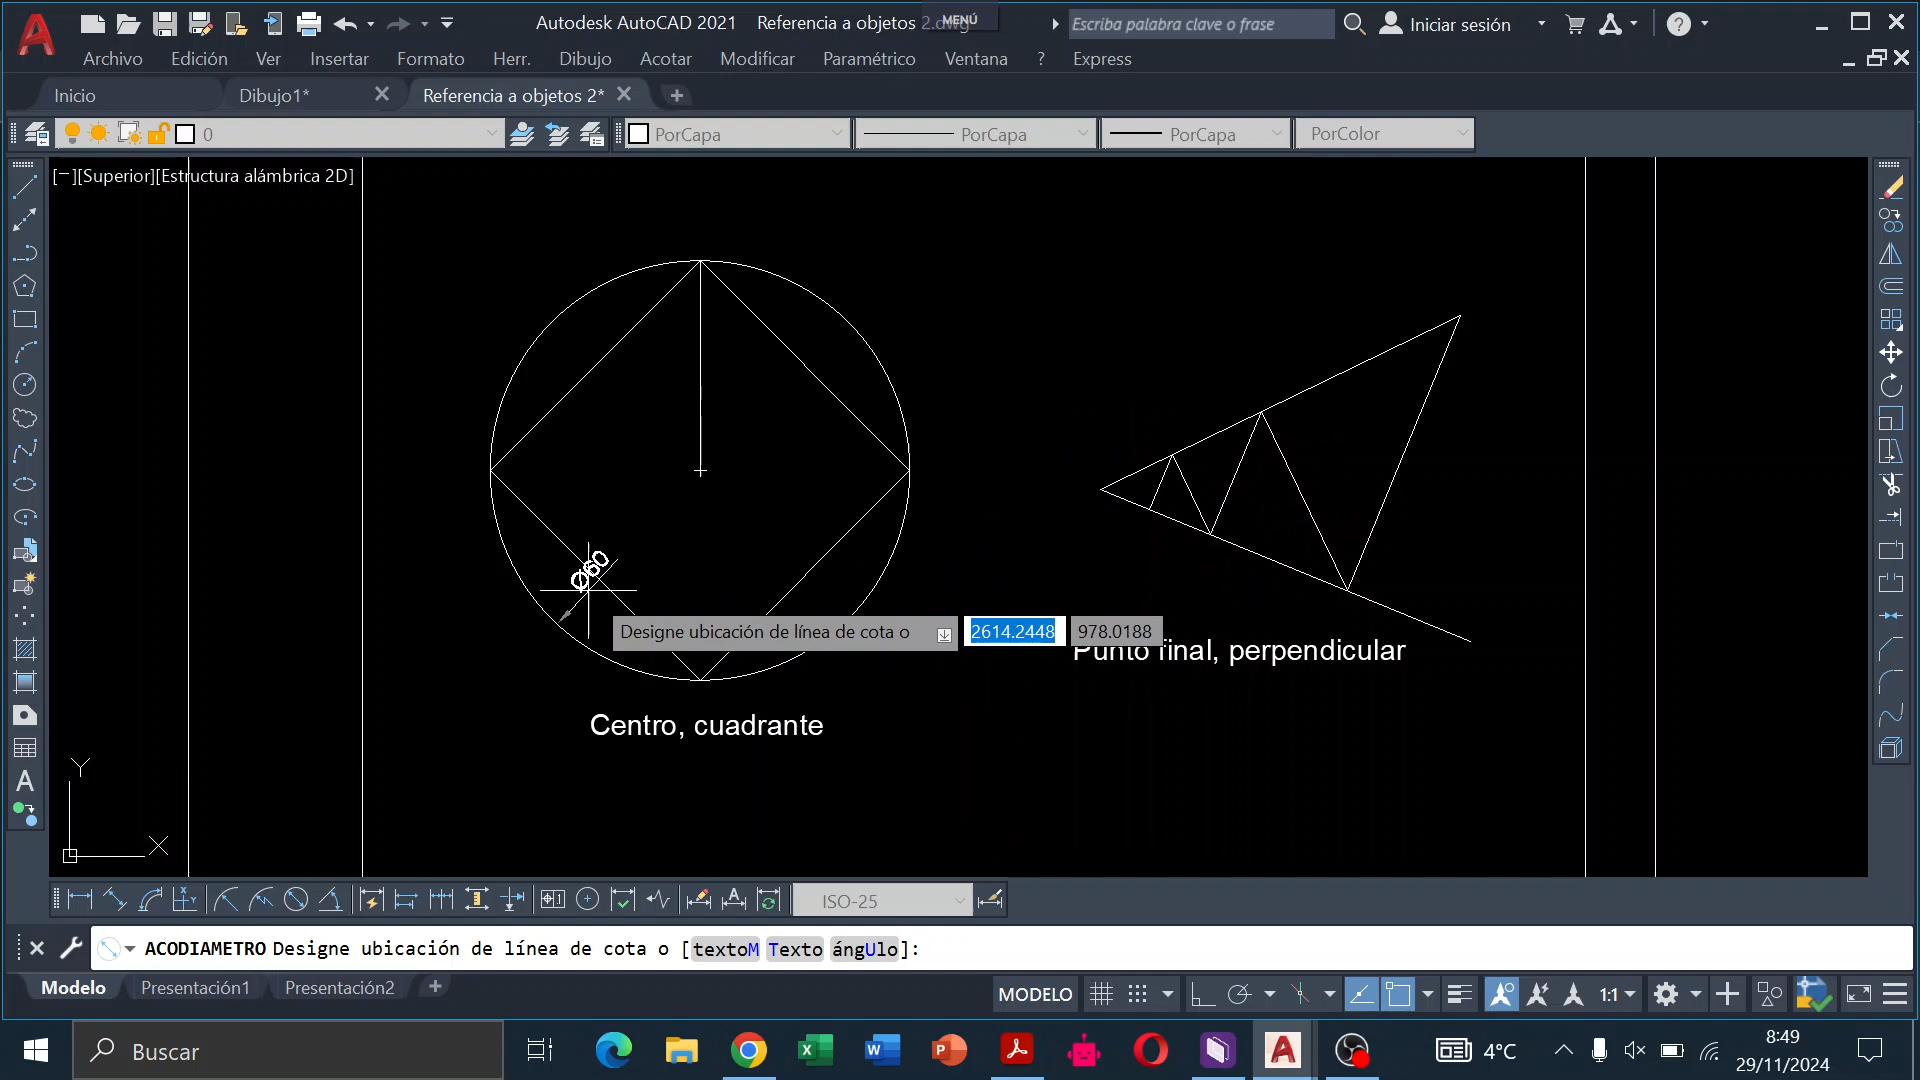 Autodesk AutoCAD 2021 Referencia a objetos 2.dwg
MENÚ
Escriba palabra clave o frase
Iniciar sesión
Archivo Edición Ver Insertar Formato Herr. Dibujo Acotar Modificar Paramétrico Ventana ? Express
Inicio Dibujo1* Referencia a objetos 2*
0 PorCapa PorCapa PorCapa PorColor
[−][Superior][Estructura alámbrica 2D]
Ø60
Designe ubicación de línea de cota o 2614.2448 978.0188
Punto final, perpendicular
Centro, cuadrante
Y
X
A
ISO-25
ACODIAMETRO Designe ubicación de línea de cota o [textoM Texto ángUlo]:
Modelo Presentación1 Presentación2 +
MODELO 1:1
Buscar
4°C
8:49
29/11/2024